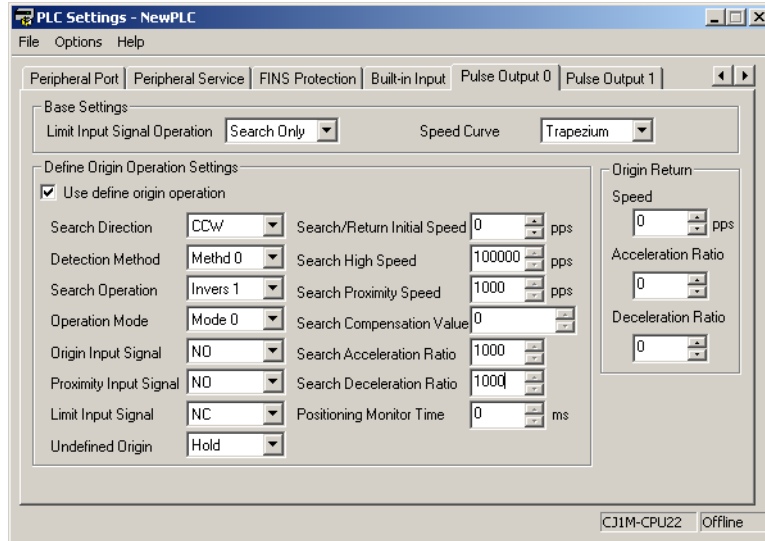 PLC Settings - NewPLC
File Options Help
Peripheral Port Peripheral Service FINS Protection Built-in Input Pulse Output 0 Pulse Output 1
Base Settings
Limit Input Signal Operation Search Only Speed Curve Trapezium
Define Origin Operation Settings
Use define origin operation
Search Direction CCW Search/Return Initial Speed 0 pps
Detection Method Methd 0 Search High Speed 100000 pps
Search Operation Invers 1 Search Proximity Speed 1000 pps
Operation Mode Mode 0 Search Compensation Value 0
Origin Input Signal NO Search Acceleration Ratio 1000
Proximity Input Signal NO Search Deceleration Ratio 1000
Limit Input Signal NC Positioning Monitor Time 0 ms
Undefined Origin Hold
Origin Return
Speed
0 pps
Acceleration Ratio
0
Deceleration Ratio
0
CJ1M-CPU22 Offline